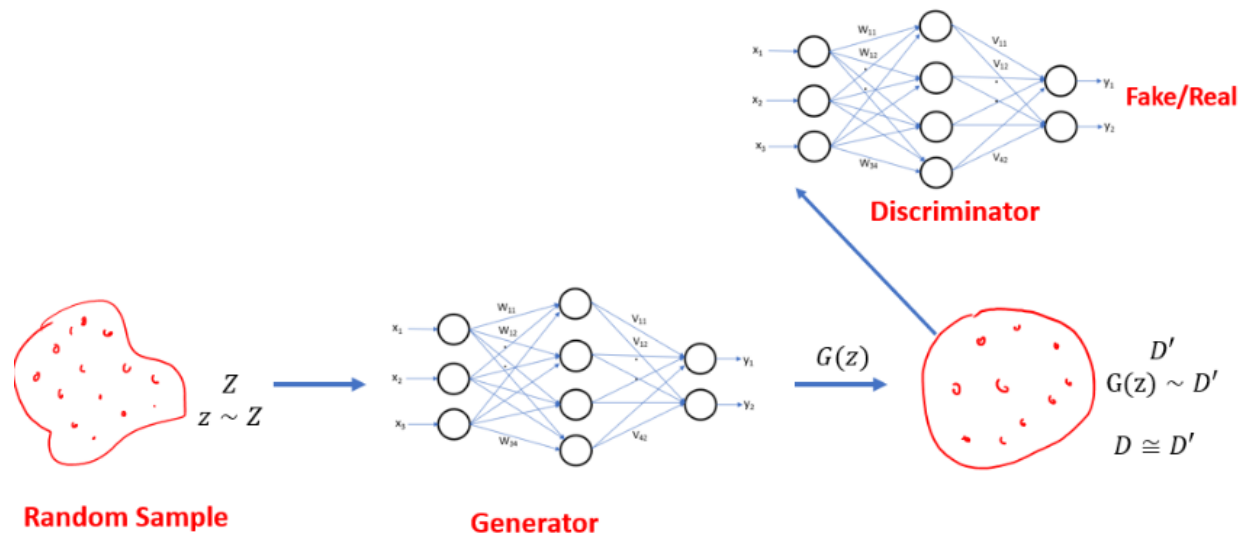 W₁₁
V₁₁
x₁
W₁₂
V₁₂
y₁
Fake/Real
x₂
y₂
x₃
W₃₄
V₄₂
Discriminator
W₁₁
V₁₁
x₁
W₁₂
V₁₂
y₁
G(z)
D′
Z
x₂
G(z) ~ D′
z ~ Z
y₂
x₃
W₃₄
V₄₂
D ≅ D′
Random Sample
Generator